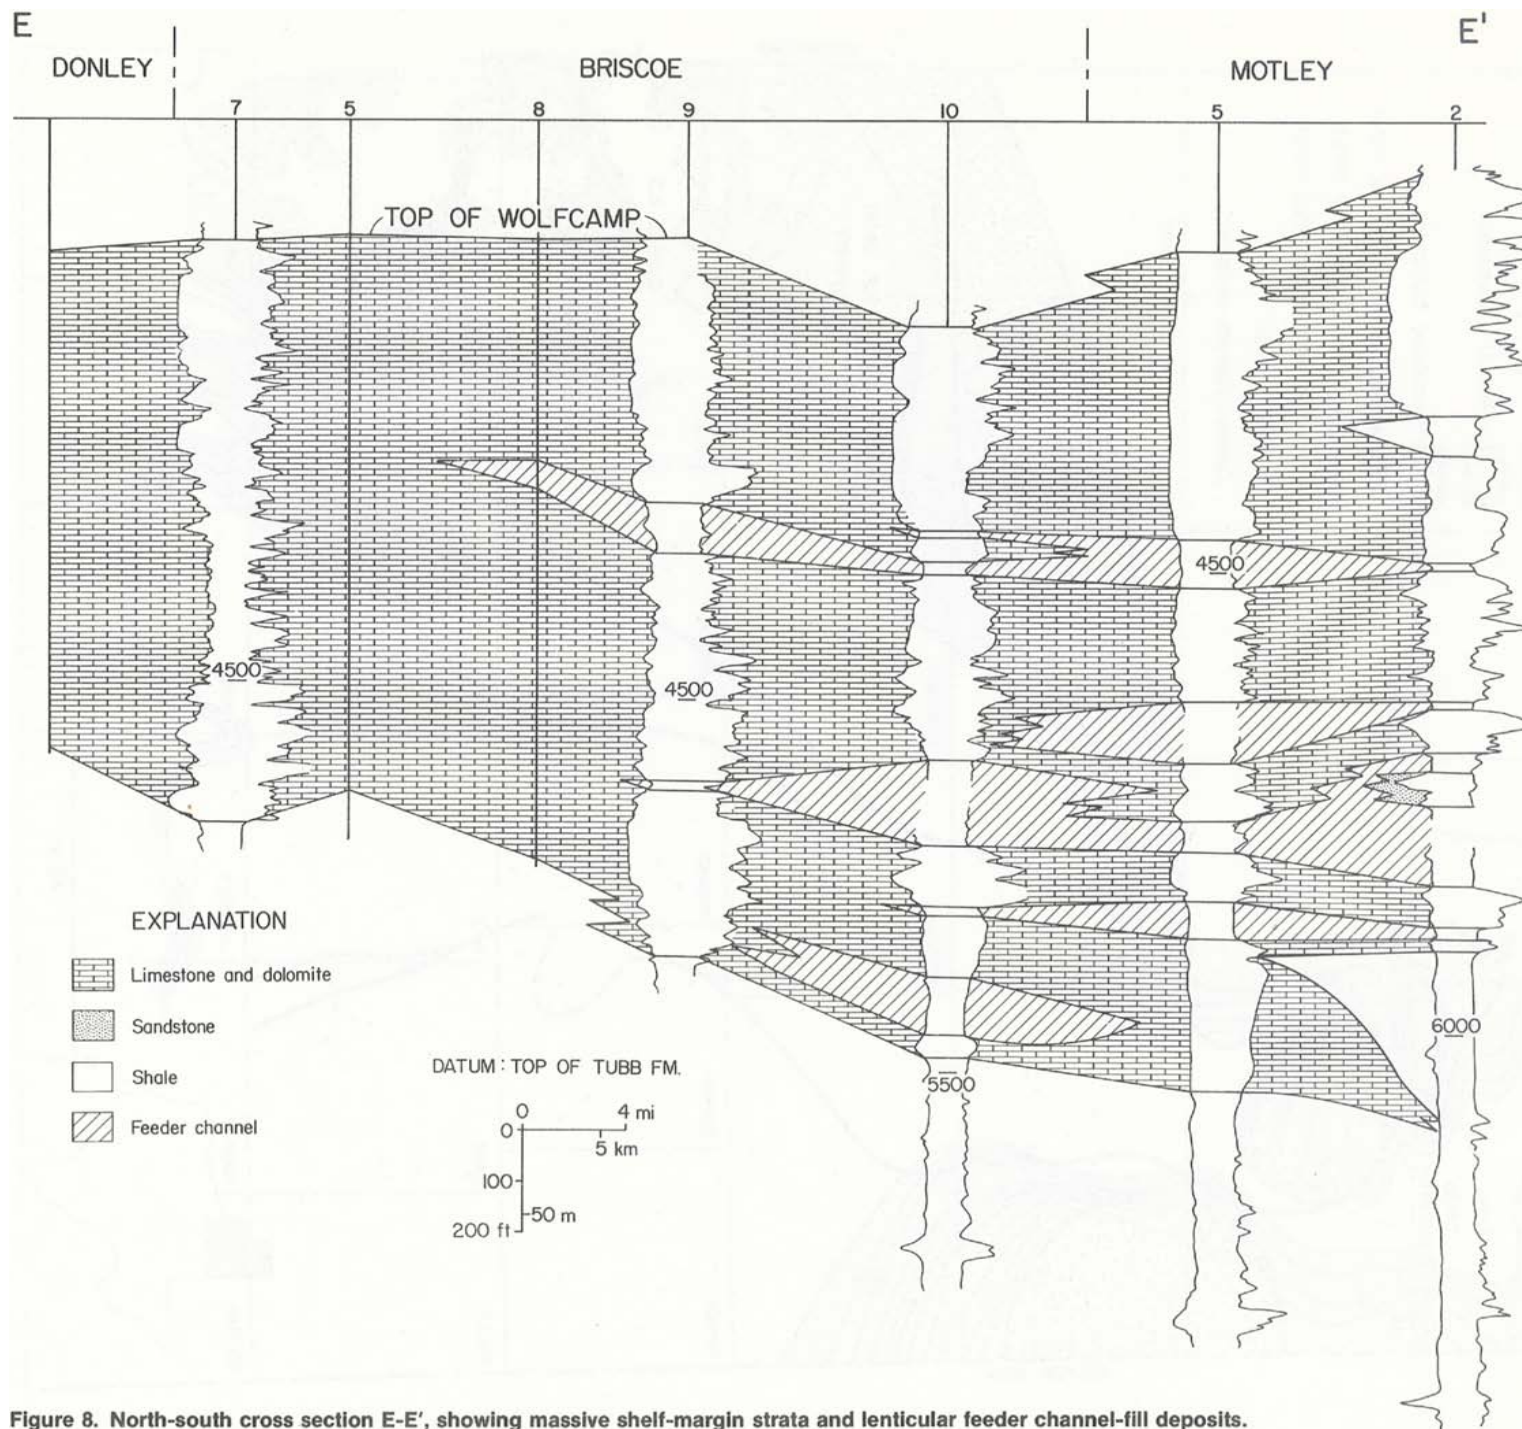 E E'
DONLEY BRISCOE MOTLEY
7 5 8 9 10 5 2
TOP OF WOLFCAMP
4500
4500
4500
6000
5500
EXPLANATION
Limestone and dolomite
Sandstone
Shale
Feeder channel
DATUM: TOP OF TUBB FM.
0 4 mi
0
5 km
100
50 m
200 ft
Figure 8. North-south cross section E-E', showing massive shelf-margin strata and lenticular feeder channel-fill deposits.